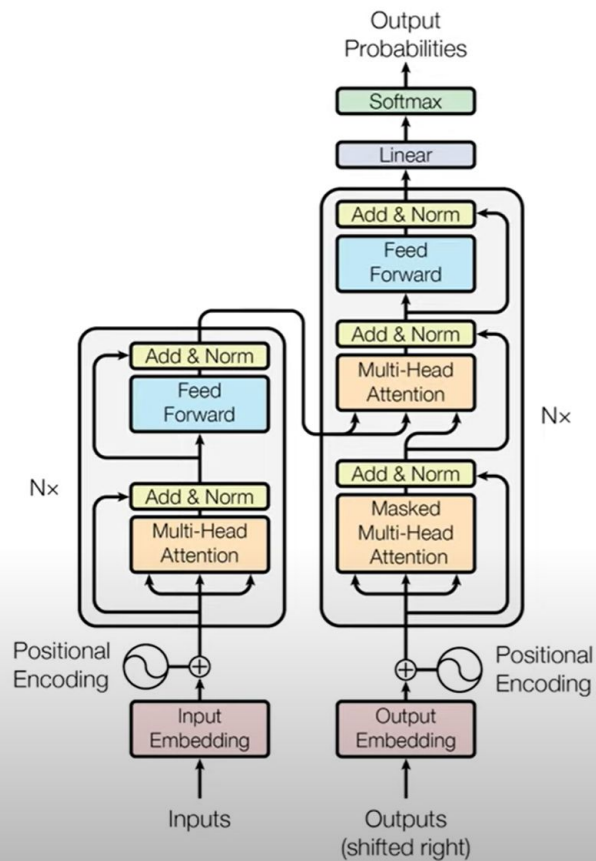 Output
Probabilities
Softmax
Linear
Add & Norm
Feed
Forward
Add & Norm
Multi-Head
Attention
Add & Norm
Masked
Multi-Head
Attention
Nx
Add & Norm
Feed
Forward
Add & Norm
Multi-Head
Attention
Nx
Positional
Encoding
Positional
Encoding
Input
Embedding
Output
Embedding
Inputs
Outputs
(shifted right)